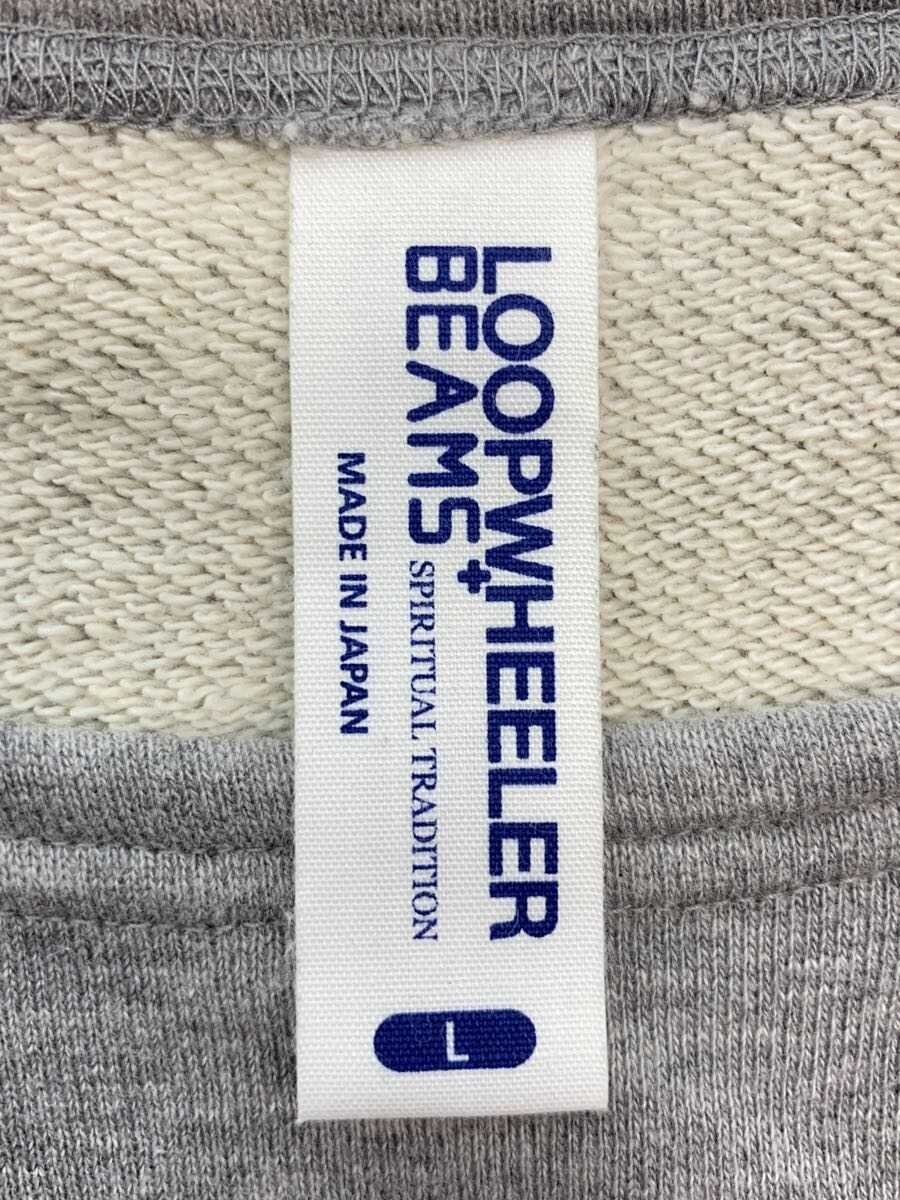 LOOPWHEELER
BEAMS+
SPIRITUAL TRADITION
MADE IN JAPAN
L